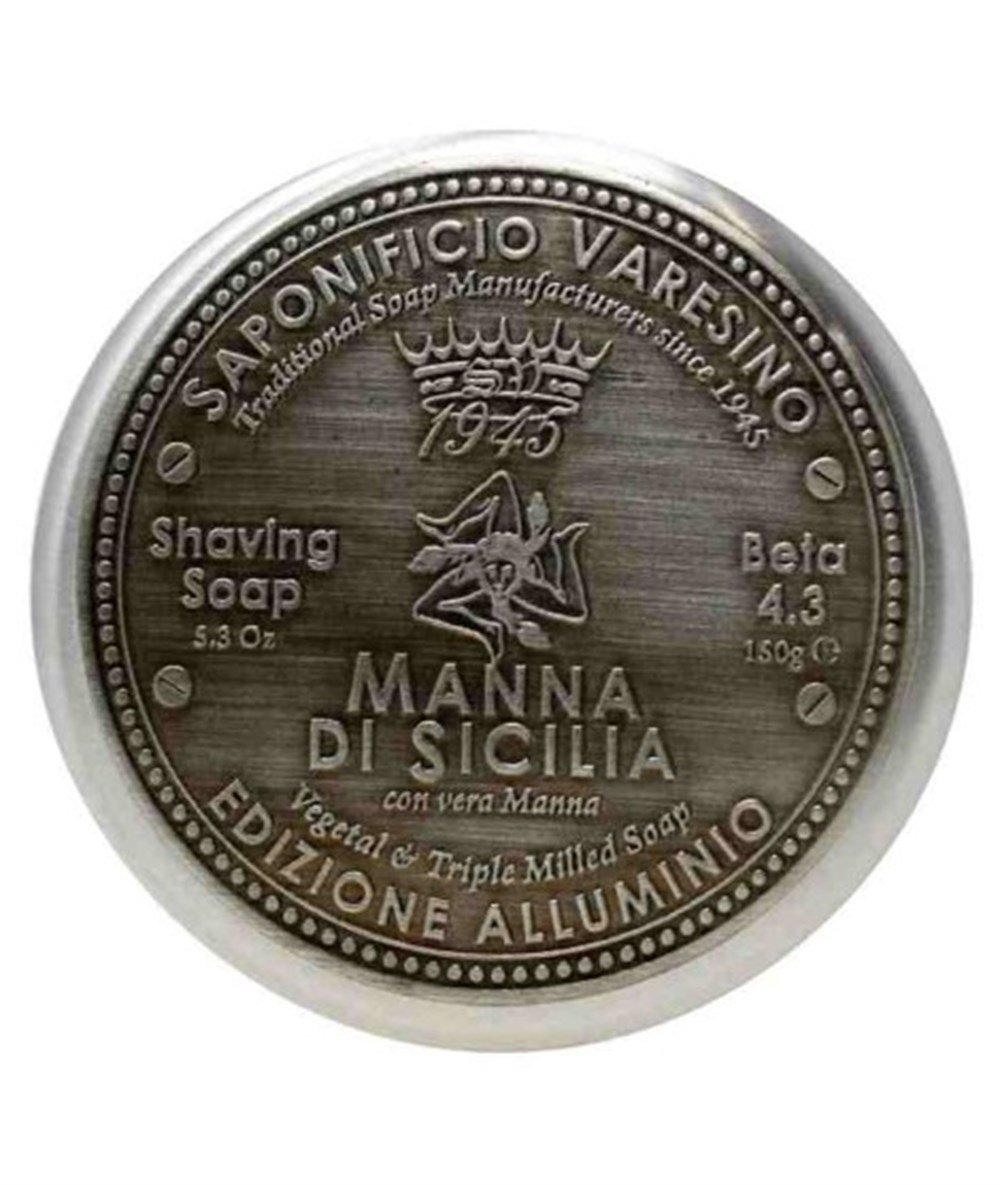 SAPONIFICIO VARESINO
Traditional Soap Manufacturers since 1945
SV
1945
Shaving
Soap
5.3 Oz
Beta
4.3
150g ℮
MANNA
DI SICILIA
con vera Manna
Vegetal & Triple Milled Soap
EDIZIONE ALLUMINIO